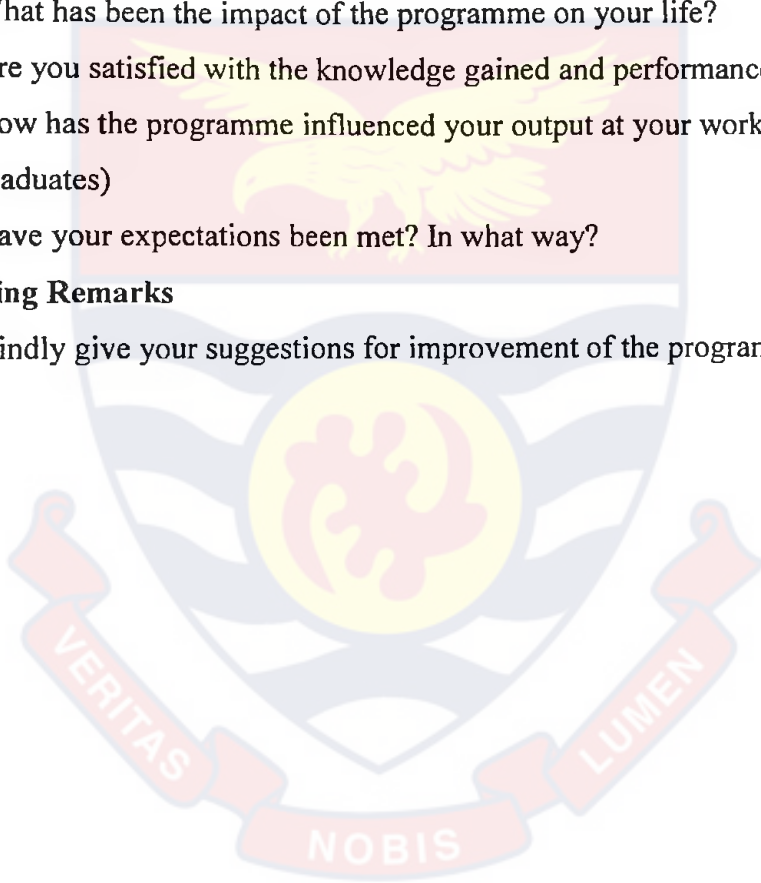 What has been the impact of the programme on your life?
re you satisfied with the knowledge gained and performanc
ow has the programme influenced your output at your work
aduates)
ave your expectations been met? In what way?
ing Remarks
indly give your suggestions for improvement of the progra
VERITAS
NOBIS
LUMEN